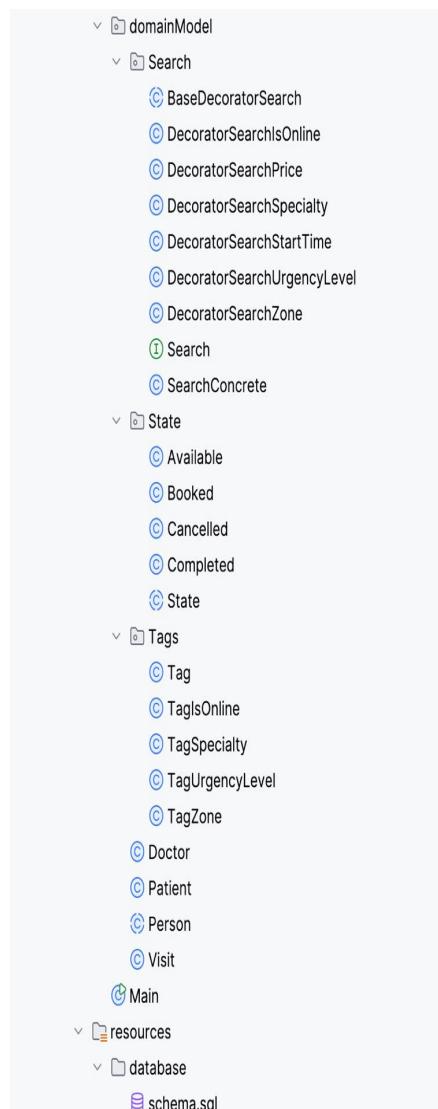 domainModel
Search
BaseDecoratorSearch
DecoratorSearchIsOnline
DecoratorSearchPrice
DecoratorSearchSpecialty
DecoratorSearchStartTime
DecoratorSearchUrgencyLevel
DecoratorSearchZone
Search
SearchConcrete
State
Available
Booked
Cancelled
Completed
State
Tags
Tag
TagIsOnline
TagSpecialty
TagUrgencyLevel
TagZone
Doctor
Patient
Person
Visit
Main
resources
database
schema.sql